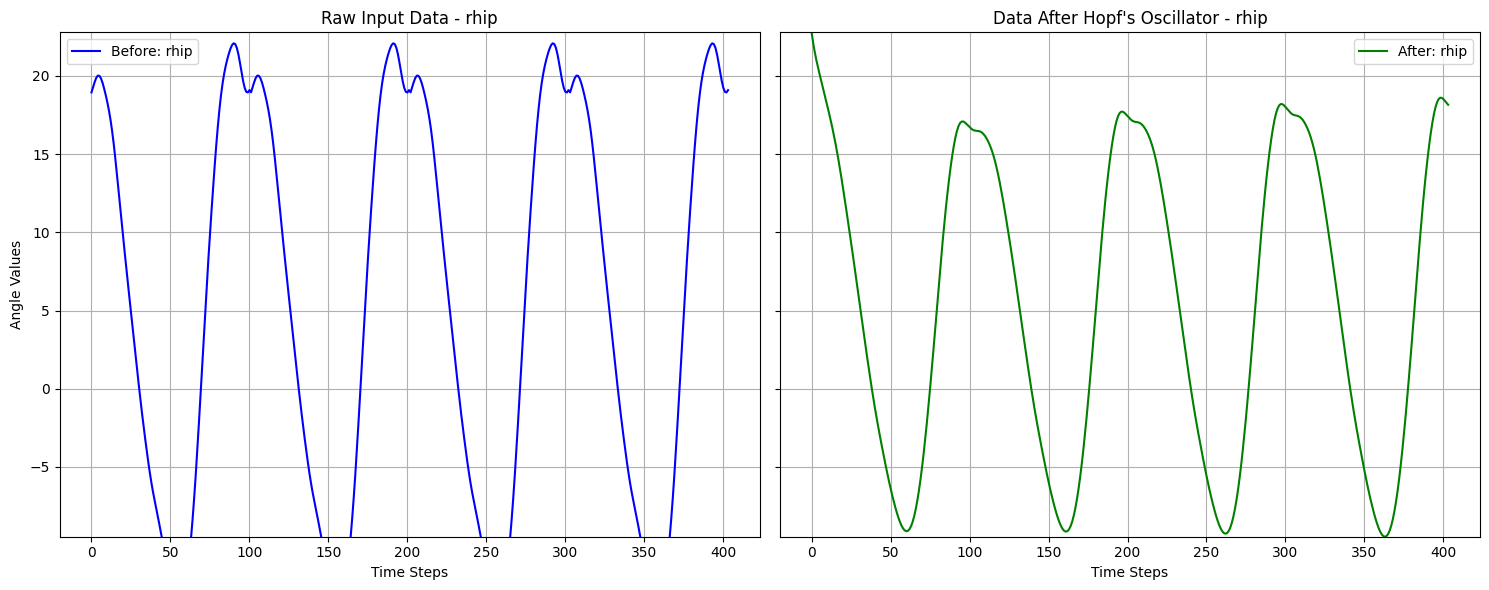 Raw Input Data - rhip
Before: rhip
20
15
10
5
0
−5
Angle Values
0 50 100 150 200 250 300 350 400
Time Steps
Data After Hopf's Oscillator - rhip
After: rhip
0 50 100 150 200 250 300 350 400
Time Steps